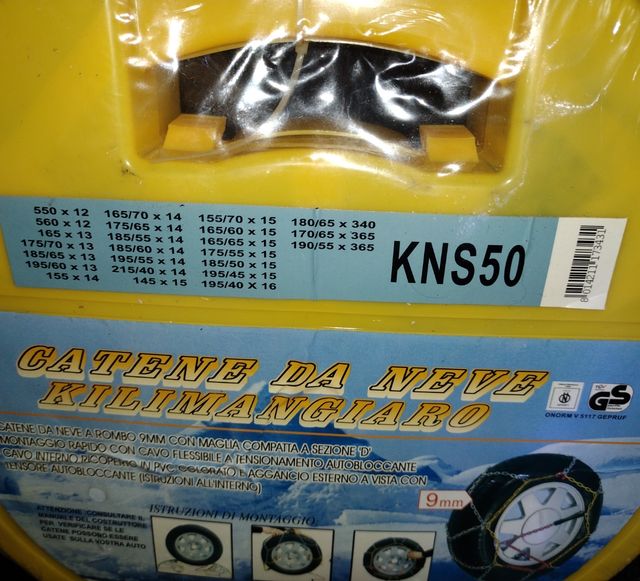 550 x 12 165/70 x 14 155/70 x 15 180/65 x 340
560 x 12 175/65 x 14 165/60 x 15 170/65 x 365
165 x 13 185/55 x 14 165/65 x 15 190/55 x 365
175/70 x 13 185/60 x 14 175/55 x 15
185/65 x 13 195/55 x 14 185/50 x 15
195/60 x 13 215/40 x 14 195/45 x 15
155 x 14 145 x 15 195/40 X 16
KNS50
8 014211 173431
CATENE DA NEVE
KILIMANGIARO
TÜV
GS
ONORM V 5117 GEPRUF
CATENE DA NEVE A ROMBO 9MM CON MAGLIA COMPATTA A SEZIONE 'D'
MONTAGGIO RAPIDO CON CAVO FLESSIBILE A TENSIONAMENTO AUTOBLOCCANTE
CAVO INTERNO RICOPERTO IN PVC COLORATO E AGGANCIO ESTERNO A VISTA CON
TENSORE AUTOBLOCCANTE (ISTRUZIONI ALL'INTERNO)
9mm
ATTENZIONE CONSULTARE IL
MANUALE DEL COSTRUTTORE
PER VERIFICARE SE LE
CATENE POSSONO ESSERE
USATE SULLA VOSTRA AUTO
ISTRUZIONI DI MONTAGGIO: